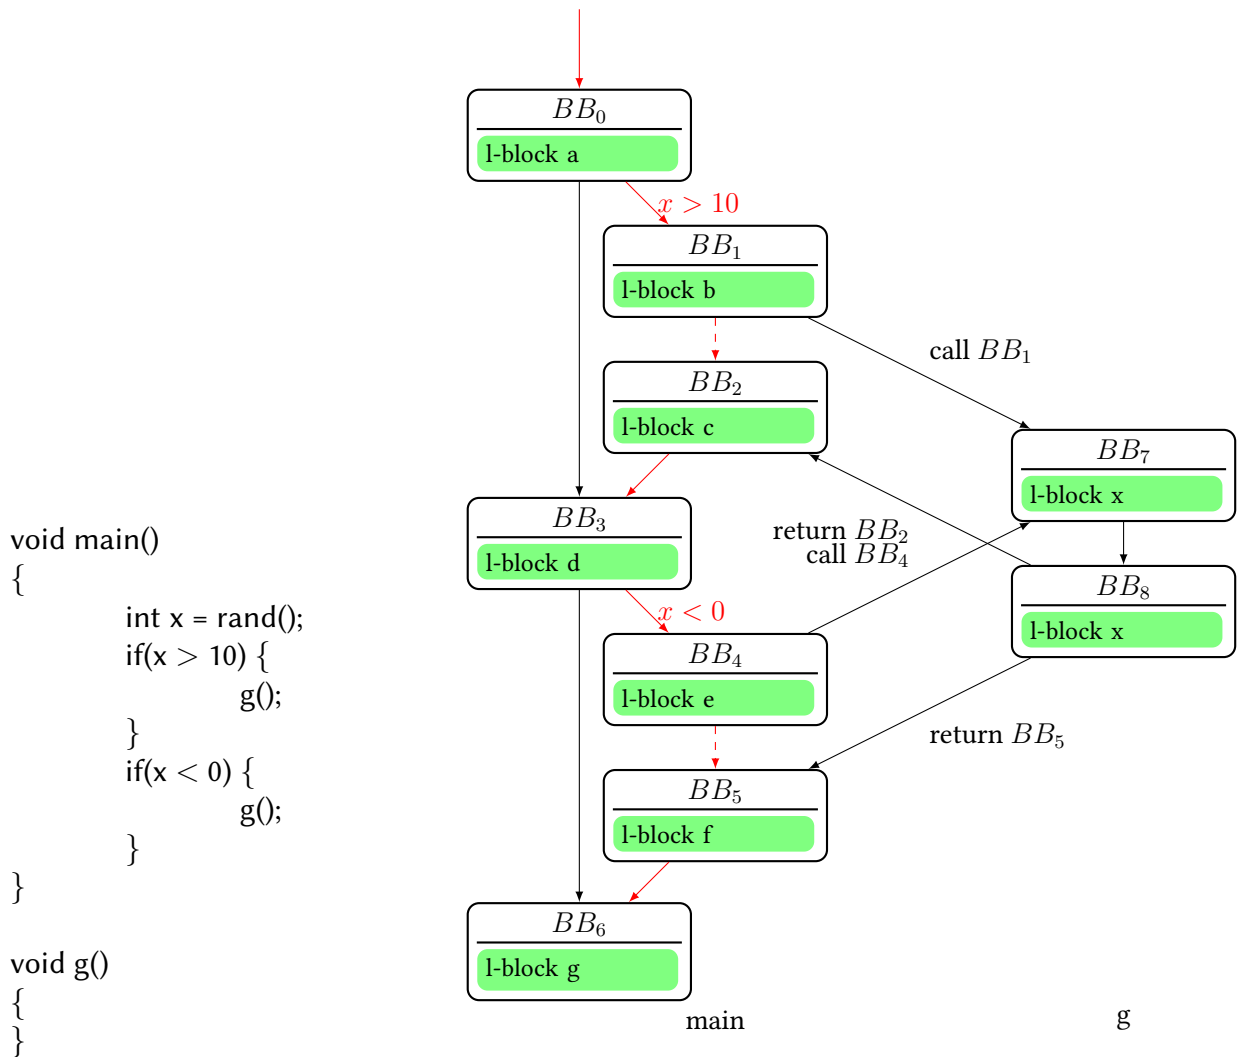 BB₀
l-block a
x > 10
BB₁
l-block b
call BB₁
BB₂
l-block c
BB₇
l-block x
BB₃
l-block d
return BB₂
call BB₄
BB₈
l-block x
x < 0
BB₄
l-block e
return BB₅
BB₅
l-block f
BB₆
l-block g
main
g
void main()
{
int x = rand();
if(x > 10) {
g();
}
if(x < 0) {
g();
}
}
void g()
{
}